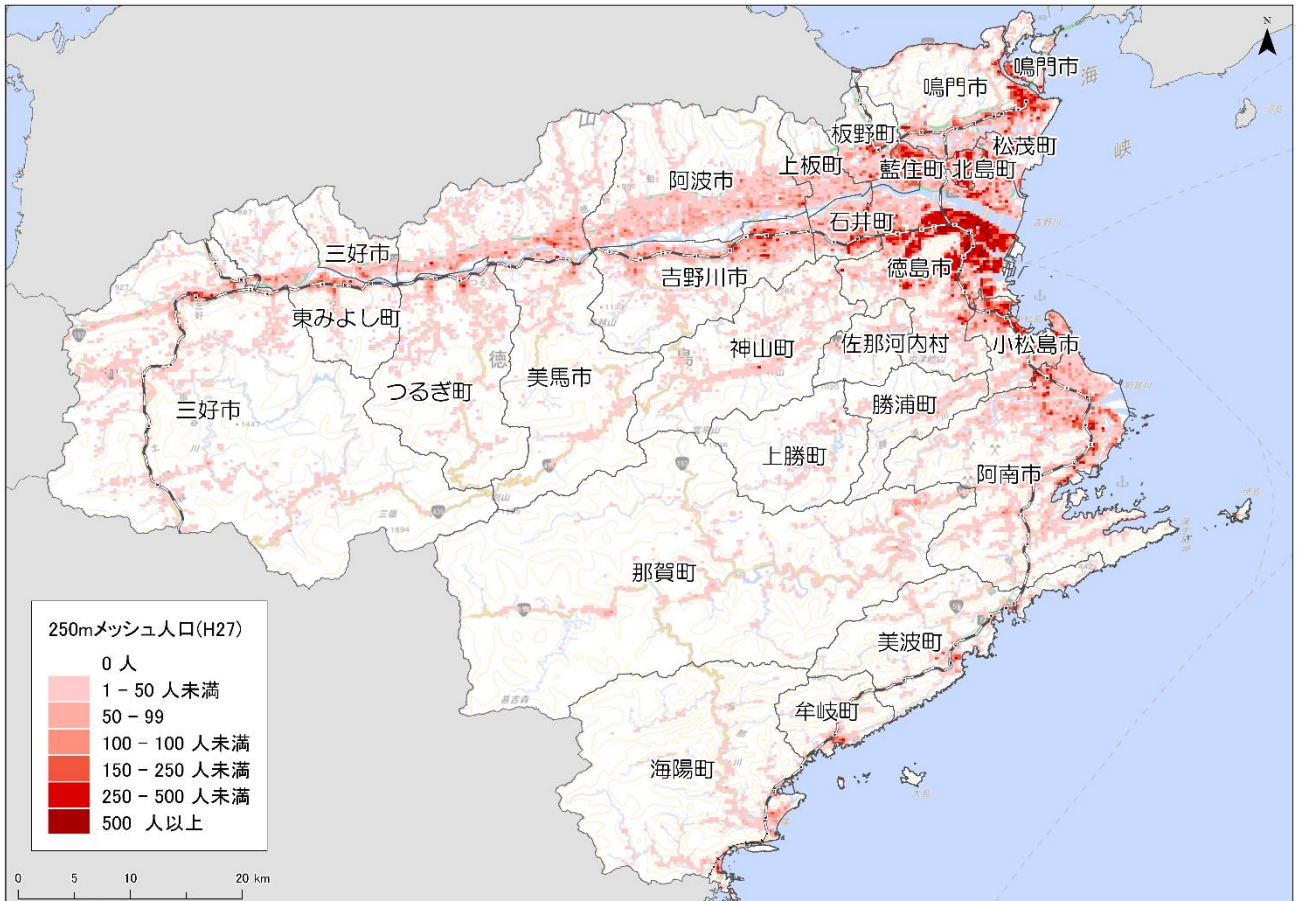 N
鳴門市
鳴門市
海
峡
板野町
松茂町
上板町
藍住町
北島町
阿波市
山
石井町
吉野川
三好市
吉野川市
徳島市
東みよし町
神山町
佐那河内村
小松島市
徳
島
つるぎ町
美馬市
勝浦町
三好市
上勝町
阿南市
那賀町
美波町
牟岐町
海陽町
250mメッシュ人口(H27)
0 人
1 - 50 人未満
50 - 99
100 - 100 人未満
150 - 250 人未満
250 - 500 人未満
500 人以上
0 5 10 20 km